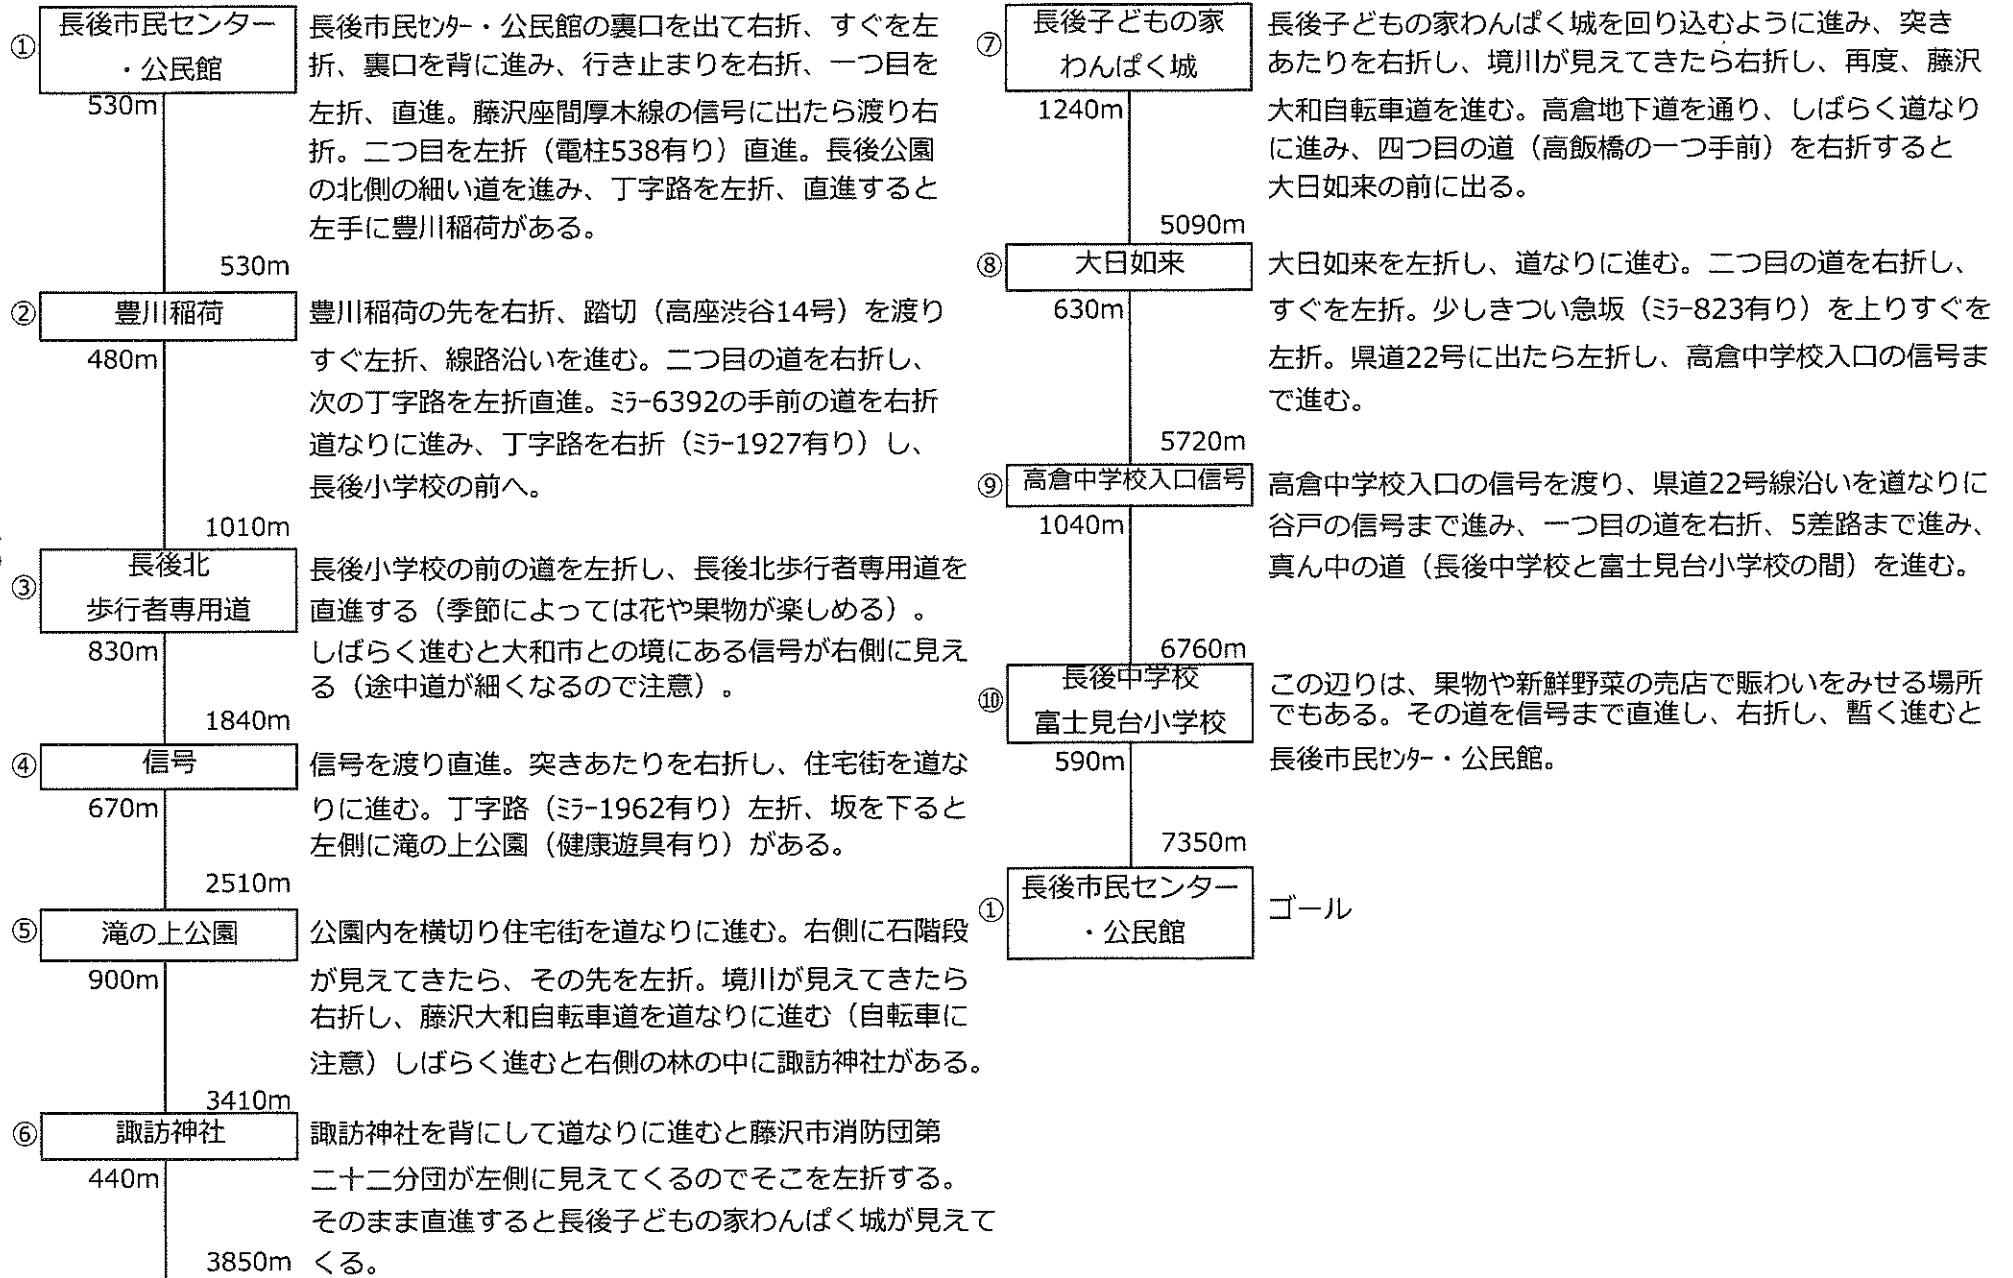 ① 長後市民センター
・公民館
530m
長後市民ｾﾝﾀｰ・公民館の裏口を出て右折、すぐを左
折、裏口を背に進み、行き止まりを右折、一つ目を
左折、直進。藤沢座間厚木線の信号に出たら渡り右
折。二つ目を左折（電柱538有り）直進。長後公園
の北側の細い道を進み、丁字路を左折、直進すると
左手に豊川稲荷がある。
530m
② 豊川稲荷
480m
豊川稲荷の先を右折、踏切（高座渋谷14号）を渡り
すぐ左折、線路沿いを進む。二つ目の道を右折し、
次の丁字路を左折直進。ﾐﾗｰ6392の手前の道を右折
道なりに進み、丁字路を右折（ﾐﾗｰ1927有り）し、
長後小学校の前へ。
1010m
③ 長後北
歩行者専用道
830m
長後小学校の前の道を左折し、長後北歩行者専用道を
直進する（季節によっては花や果物が楽しめる）。
しばらく進むと大和市との境にある信号が右側に見え
る（途中道が細くなるので注意）。
1840m
④ 信号
670m
信号を渡り直進。突きあたりを右折し、住宅街を道な
りに進む。丁字路（ﾐﾗｰ1962有り）左折、坂を下ると
左側に滝の上公園（健康遊具有り）がある。
2510m
⑤ 滝の上公園
900m
公園内を横切り住宅街を道なりに進む。右側に石階段
が見えてきたら、その先を左折。境川が見えてきたら
右折し、藤沢大和自転車道を道なりに進む（自転車に
注意）しばらく進むと右側の林の中に諏訪神社がある。
3410m
⑥ 諏訪神社
440m
諏訪神社を背にして道なりに進むと藤沢市消防団第
二十二分団が左側に見えてくるのでそこを左折する。
そのまま直進すると長後子どもの家わんぱく城が見えて
くる。
3850m
⑦ 長後子どもの家
わんぱく城
1240m
長後子どもの家わんぱく城を回り込むように進み、突き
あたりを右折し、境川が見えてきたら右折し、再度、藤沢
大和自転車道を進む。高倉地下道を通り、しばらく道なり
に進み、四つ目の道（高飯橋の一つ手前）を右折すると
大日如来の前に出る。
5090m
⑧ 大日如来
630m
大日如来を左折し、道なりに進む。二つ目の道を右折し、
すぐを左折。少しきつい急坂（ﾐﾗｰ823有り）を上りすぐを
左折。県道22号に出たら左折し、高倉中学校入口の信号ま
で進む。
5720m
⑨ 高倉中学校入口信号
1040m
高倉中学校入口の信号を渡り、県道22号線沿いを道なりに
谷戸の信号まで進み、一つ目の道を右折、5差路まで進み、
真ん中の道（長後中学校と富士見台小学校の間）を進む。
6760m
⑩ 長後中学校
富士見台小学校
590m
この辺りは、果物や新鮮野菜の売店で賑わいをみせる場所
でもある。その道を信号まで直進し、右折し、暫く進むと
長後市民ｾﾝﾀｰ・公民館。
7350m
① 長後市民センター
・公民館
ゴール